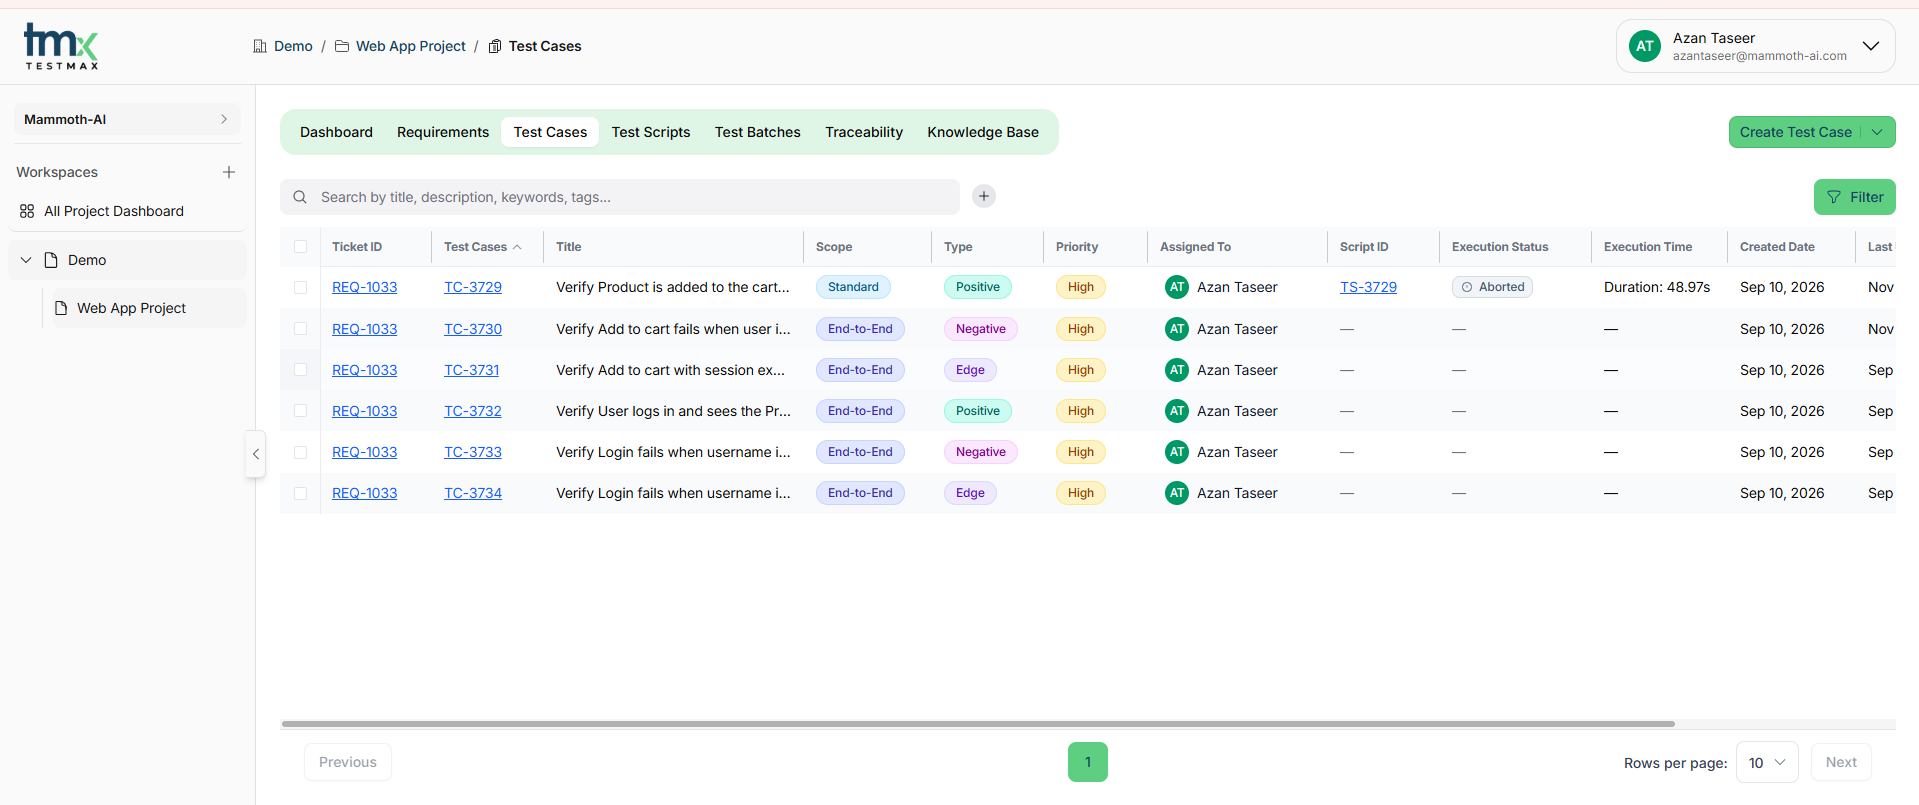 tmx
TESTMAX
Demo / Web App Project / Test Cases
AT
Azan Taseer
azantaseer@mammoth-ai.com
Mammoth-AI
Workspaces
All Project Dashboard
Demo
Web App Project
Dashboard Requirements Test Cases Test Scripts Test Batches Traceability Knowledge Base
Create Test Case
Search by title, description, keywords, tags...
Filter
Ticket ID Test Cases Title Scope Type Priority Assigned To Script ID Execution Status Execution Time Created Date Last
REQ-1033 TC-3729 Verify Product is added to the cart... Standard Positive High AT Azan Taseer TS-3729 Aborted Duration: 48.97s Sep 10, 2026 Nov
REQ-1033 TC-3730 Verify Add to cart fails when user i... End-to-End Negative High AT Azan Taseer — — — Sep 10, 2026 Nov
REQ-1033 TC-3731 Verify Add to cart with session ex... End-to-End Edge High AT Azan Taseer — — — Sep 10, 2026 Sep
REQ-1033 TC-3732 Verify User logs in and sees the Pr... End-to-End Positive High AT Azan Taseer — — — Sep 10, 2026 Sep
REQ-1033 TC-3733 Verify Login fails when username i... End-to-End Negative High AT Azan Taseer — — — Sep 10, 2026 Sep
REQ-1033 TC-3734 Verify Login fails when username i... End-to-End Edge High AT Azan Taseer — — — Sep 10, 2026 Sep
Previous 1 Rows per page: 10 Next